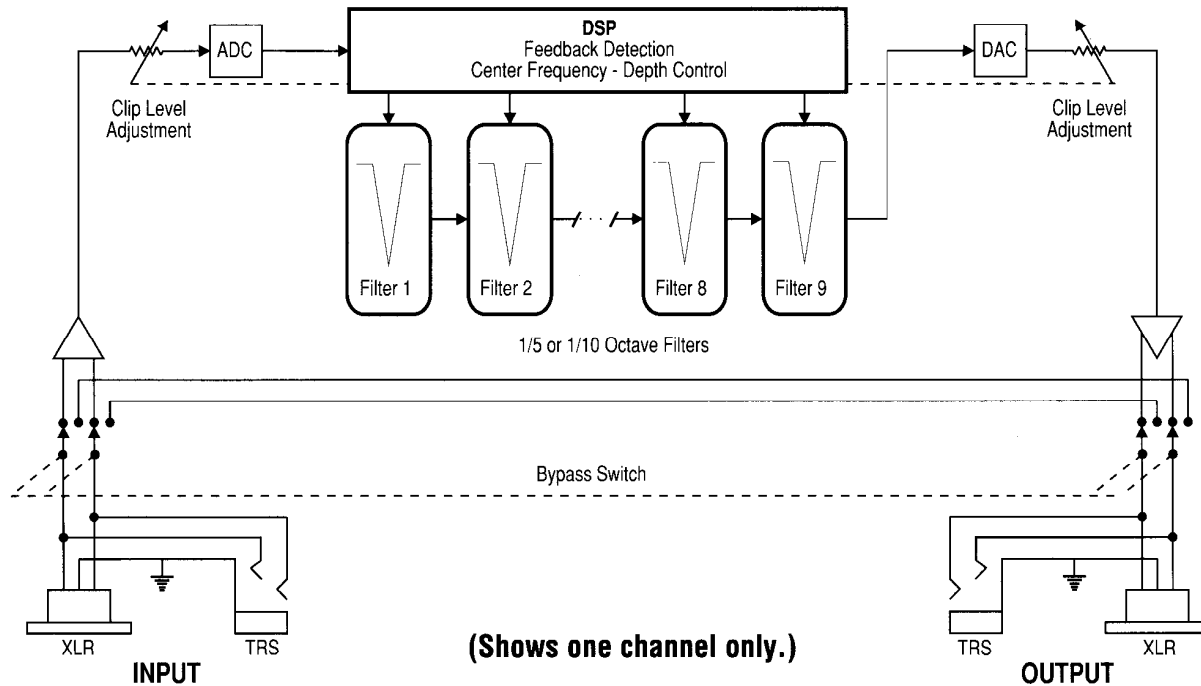 DSP
Feedback Detection
Center Frequency - Depth Control
ADC
DAC
Clip Level
Adjustment
Clip Level
Adjustment
Filter 1
Filter 2
Filter 8
Filter 9
1/5 or 1/10 Octave Filters
Bypass Switch
XLR
TRS
INPUT
(Shows one channel only.)
TRS
XLR
OUTPUT